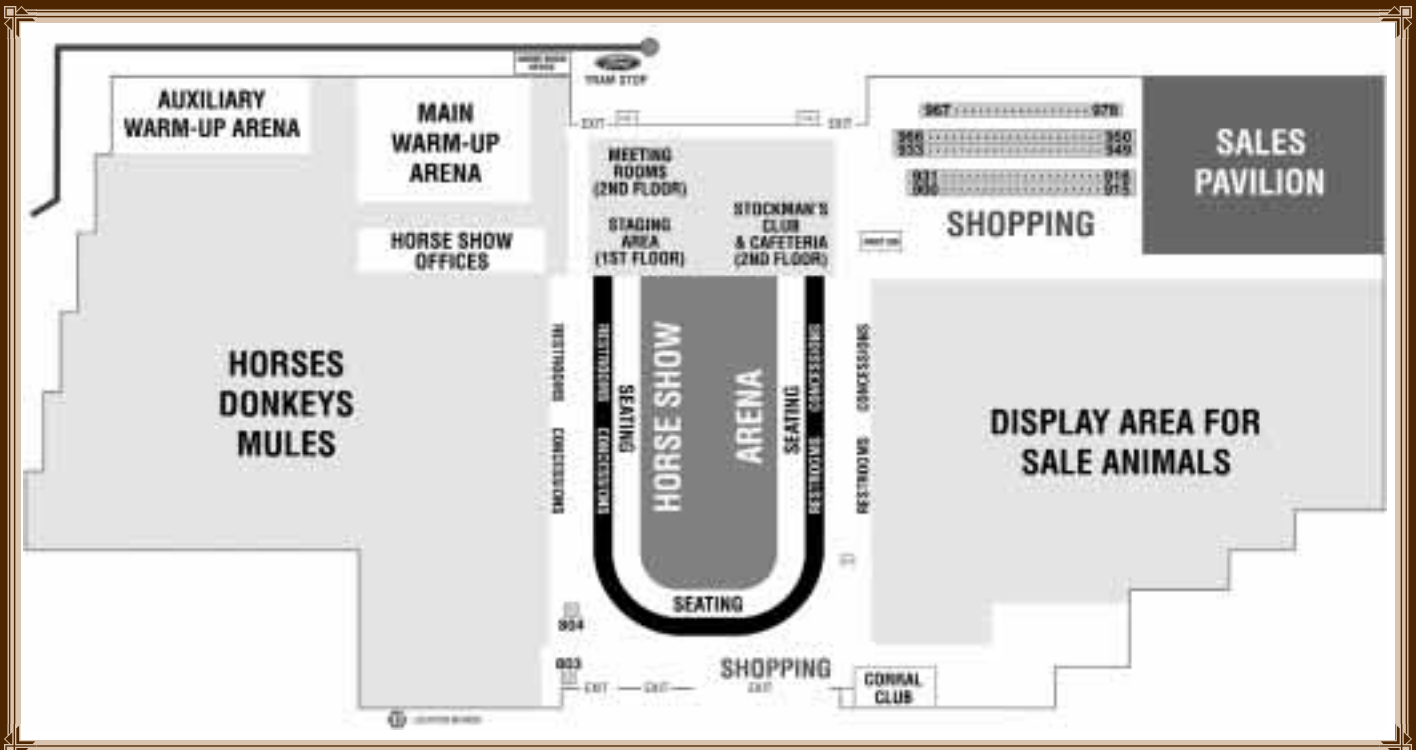 TRAM STOP
AUXILIARY
WARM-UP ARENA
MAIN
WARM-UP
ARENA
HORSE SHOW
OFFICES
EXIT
EXIT
MEETING
ROOMS
(2ND FLOOR)
STAGING
AREA
(1ST FLOOR)
STOCKMAN'S
CLUB
& CAFETERIA
(2ND FLOOR)
967 978
966 950
933 949
931 916
900 915
SHOPPING
SALES
PAVILION
HORSES
DONKEYS
MULES
RESTROOMS
CONCESSIONS
RESTROOMS
CONCESSIONS
SEATING
HORSE SHOW
ARENA
SEATING
CONCESSIONS
RESTROOMS
CONCESSIONS
RESTROOMS
DISPLAY AREA FOR
SALE ANIMALS
SEATING
804
803
SHOPPING
EXIT
EXIT
EXIT
CORRAL
CLUB